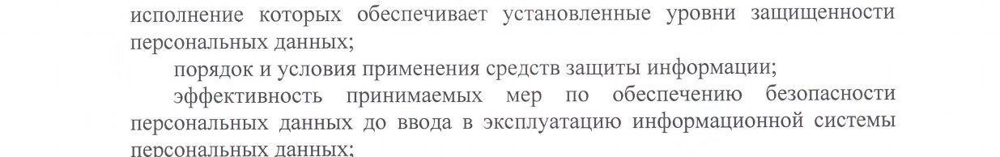 исполнение которых обеспечивает установленные уровни защищенности
персональных данных;
порядок и условия применения средств защиты информации;
эффективность принимаемых мер по обеспечению безопасности
персональных данных до ввода в эксплуатацию информационной системы
персональных данных;